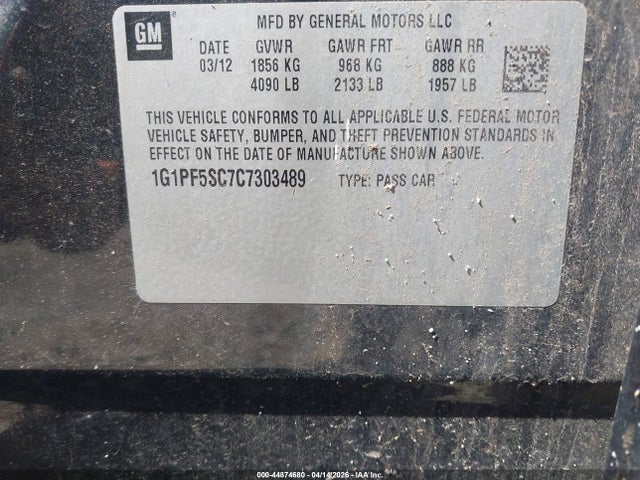 GM
MFD BY GENERAL MOTORS LLC
DATE GVWR GAWR FRT GAWR RR
03/12 1856 KG 968 KG 888 KG
4090 LB 2133 LB 1957 LB
THIS VEHICLE CONFORMS TO ALL APPLICABLE U.S. FEDERAL MOTOR
VEHICLE SAFETY, BUMPER, AND THEFT PREVENTION STANDARDS IN
EFFECT ON THE DATE OF MANUFACTURE SHOWN ABOVE.
1G1PF5SC7C7303489 TYPE: PASS CAR
000-44874680 - 04/14/2026 - IAA Inc.